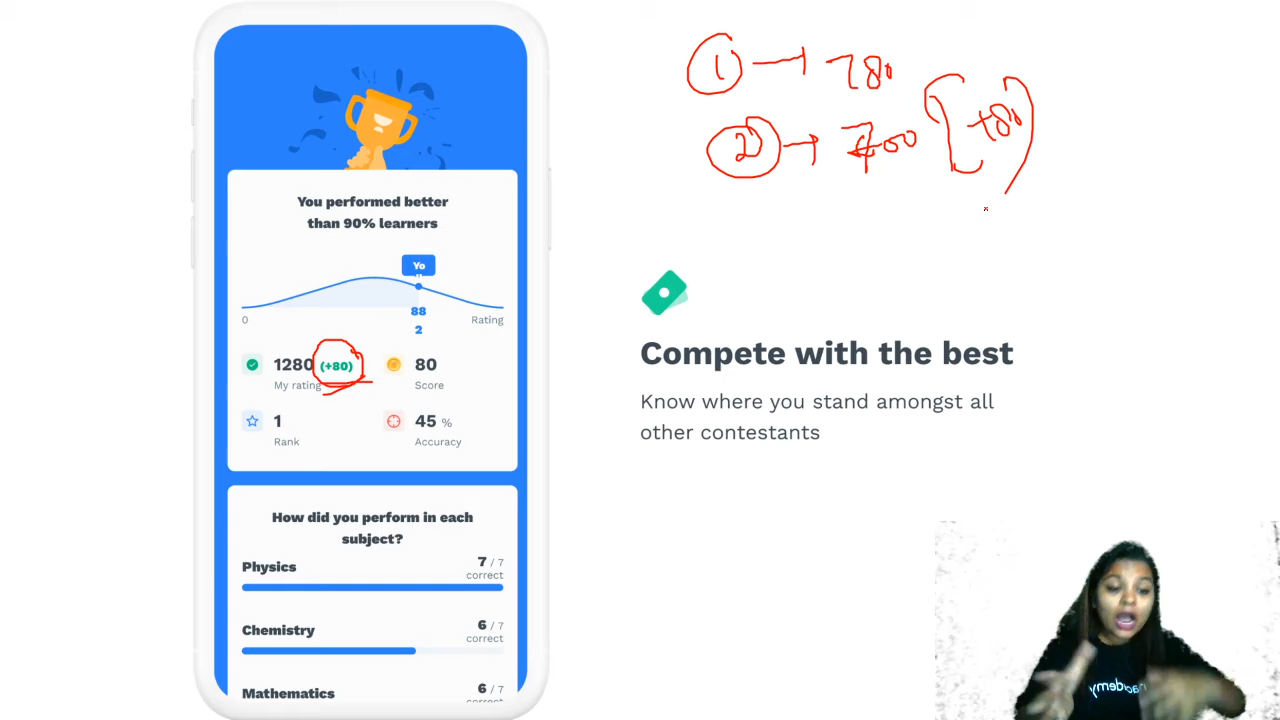 You performed better
than 90% learners
Yo
88
2
0
Rating
1280 (+80)
My rating
80
Score
1
Rank
45 %
Accuracy
How did you perform in each
subject?
Physics
7 / 7
correct
Chemistry
6 / 7
correct
Mathematics
6 / 7
① → 780
② →
+80
Compete with the best
Know where you stand amongst all
other contestants